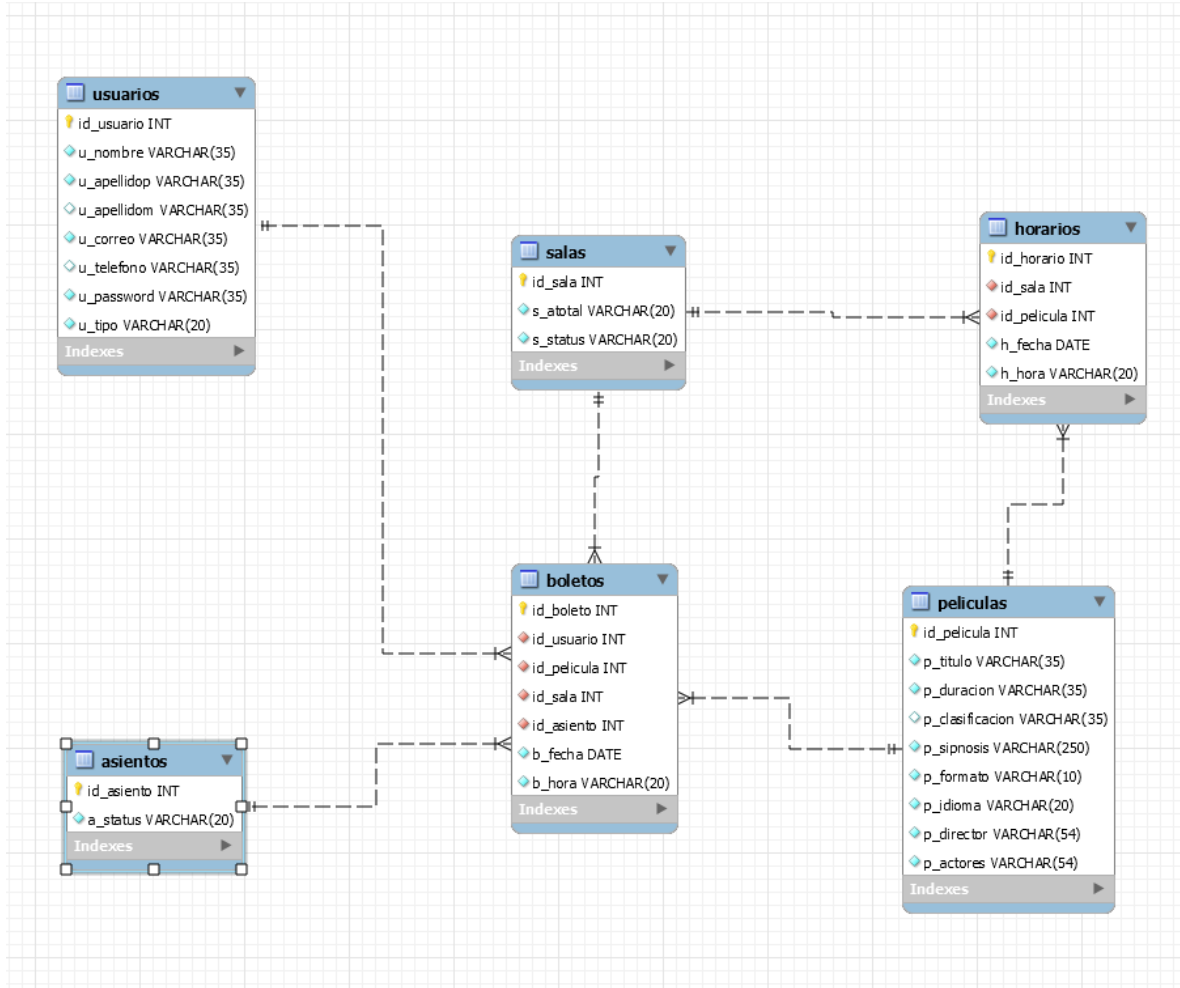 usuarios
id_usuario INT
u_nombre VARCHAR(35)
u_apellidop VARCHAR(35)
u_apellidom VARCHAR(35)
u_correo VARCHAR(35)
u_telefono VARCHAR(35)
u_password VARCHAR(35)
u_tipo VARCHAR(20)
Indexes
salas
id_sala INT
s_atotal VARCHAR(20)
s_status VARCHAR(20)
Indexes
horarios
id_horario INT
id_sala INT
id_pelicula INT
h_fecha DATE
h_hora VARCHAR(20)
Indexes
boletos
id_boleto INT
id_usuario INT
id_pelicula INT
id_sala INT
id_asiento INT
b_fecha DATE
b_hora VARCHAR(20)
Indexes
peliculas
id_pelicula INT
p_titulo VARCHAR(35)
p_duracion VARCHAR(35)
p_clasificacion VARCHAR(35)
p_sipnosis VARCHAR(250)
p_formato VARCHAR(10)
p_idioma VARCHAR(20)
p_director VARCHAR(54)
p_actores VARCHAR(54)
Indexes
asientos
id_asiento INT
a_status VARCHAR(20)
Indexes